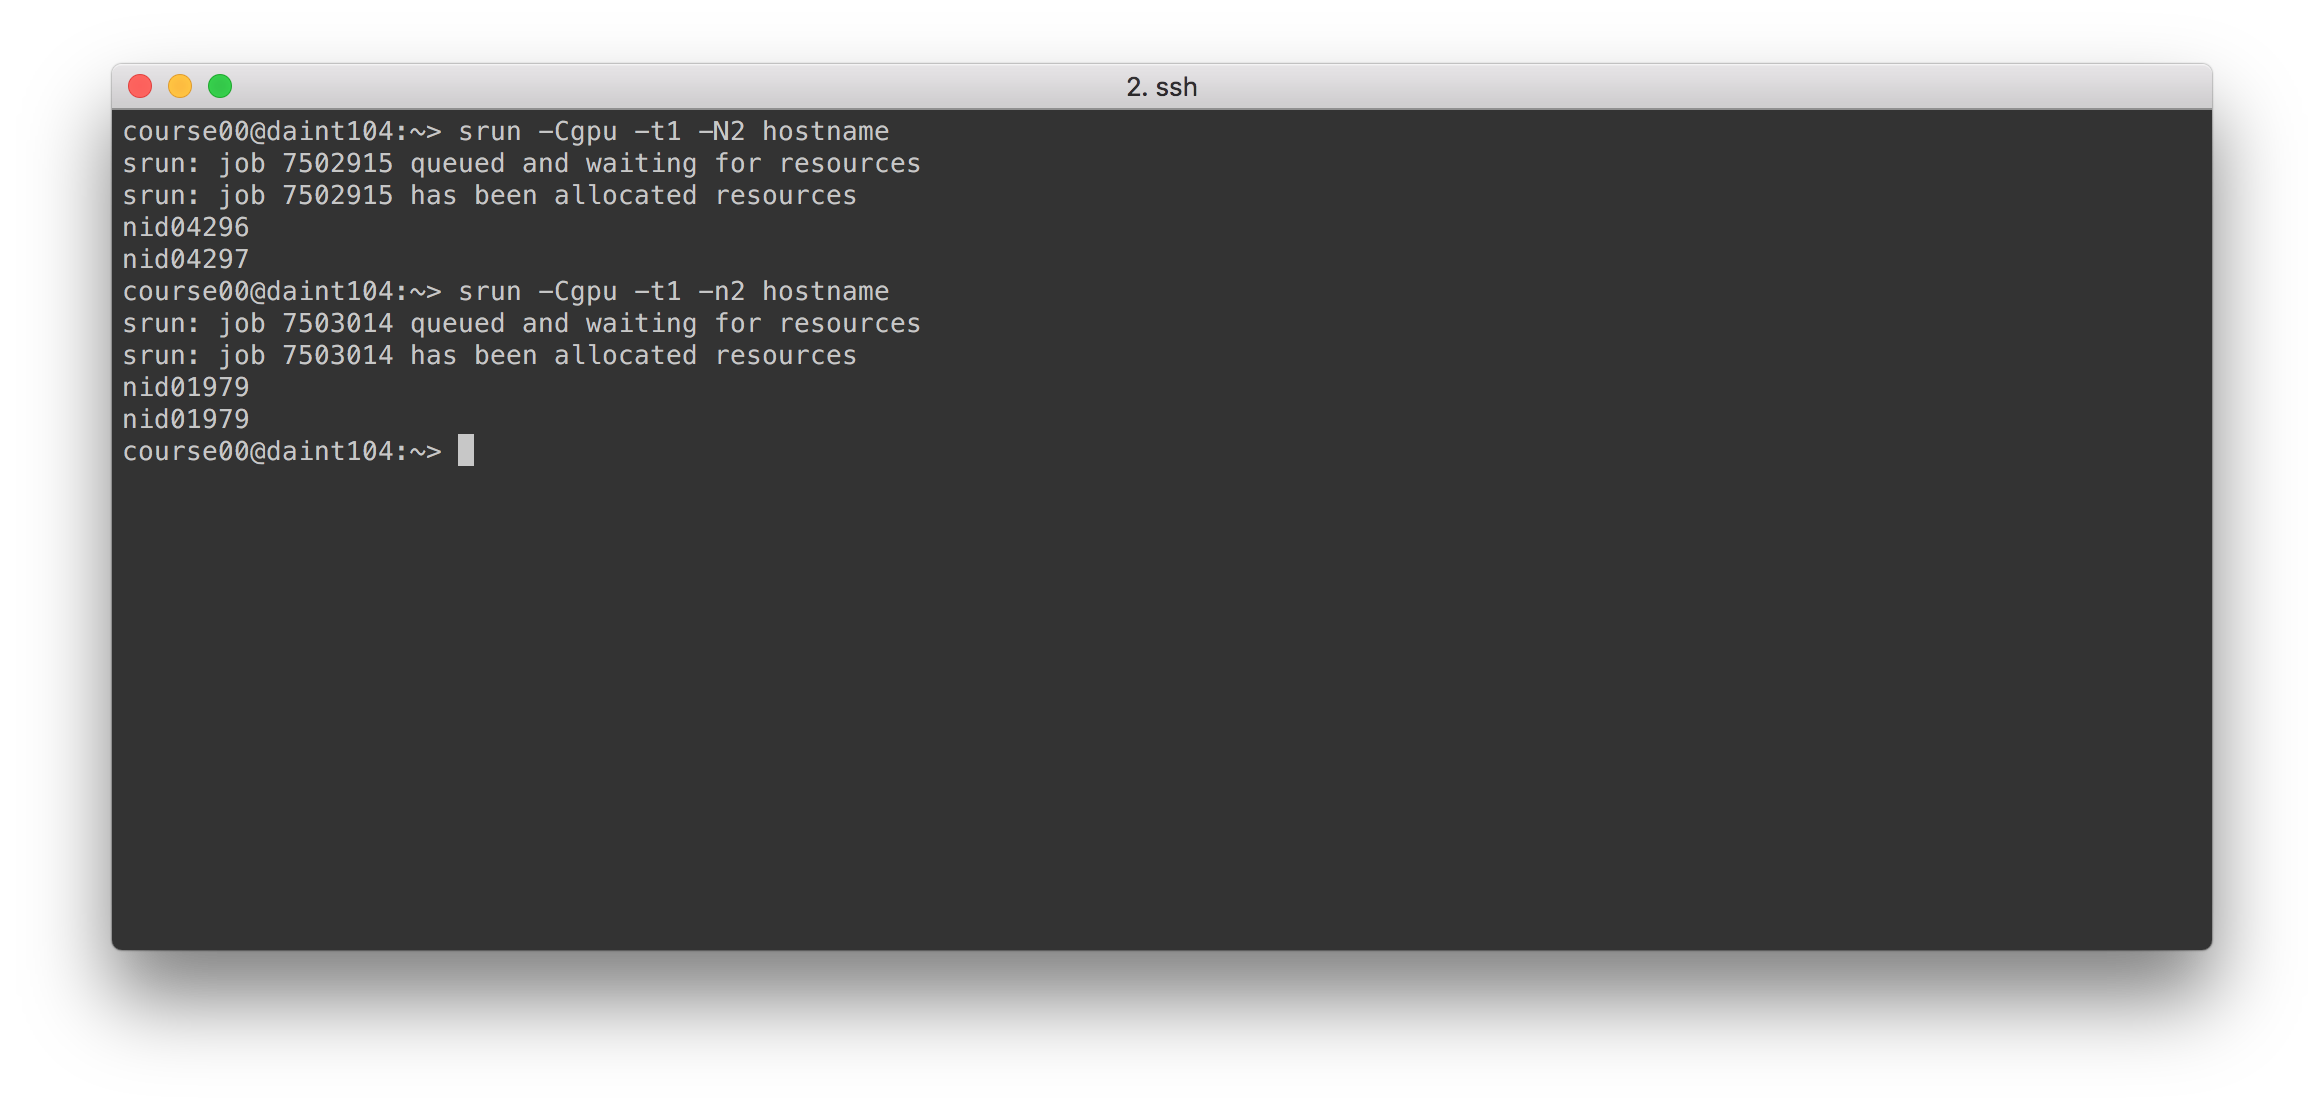 2. ssh
course00@daint104:~> srun -Cgpu -t1 -N2 hostname
srun: job 7502915 queued and waiting for resources
srun: job 7502915 has been allocated resources
nid04296
nid04297
course00@daint104:~> srun -Cgpu -t1 -n2 hostname
srun: job 7503014 queued and waiting for resources
srun: job 7503014 has been allocated resources
nid01979
nid01979
course00@daint104:~>